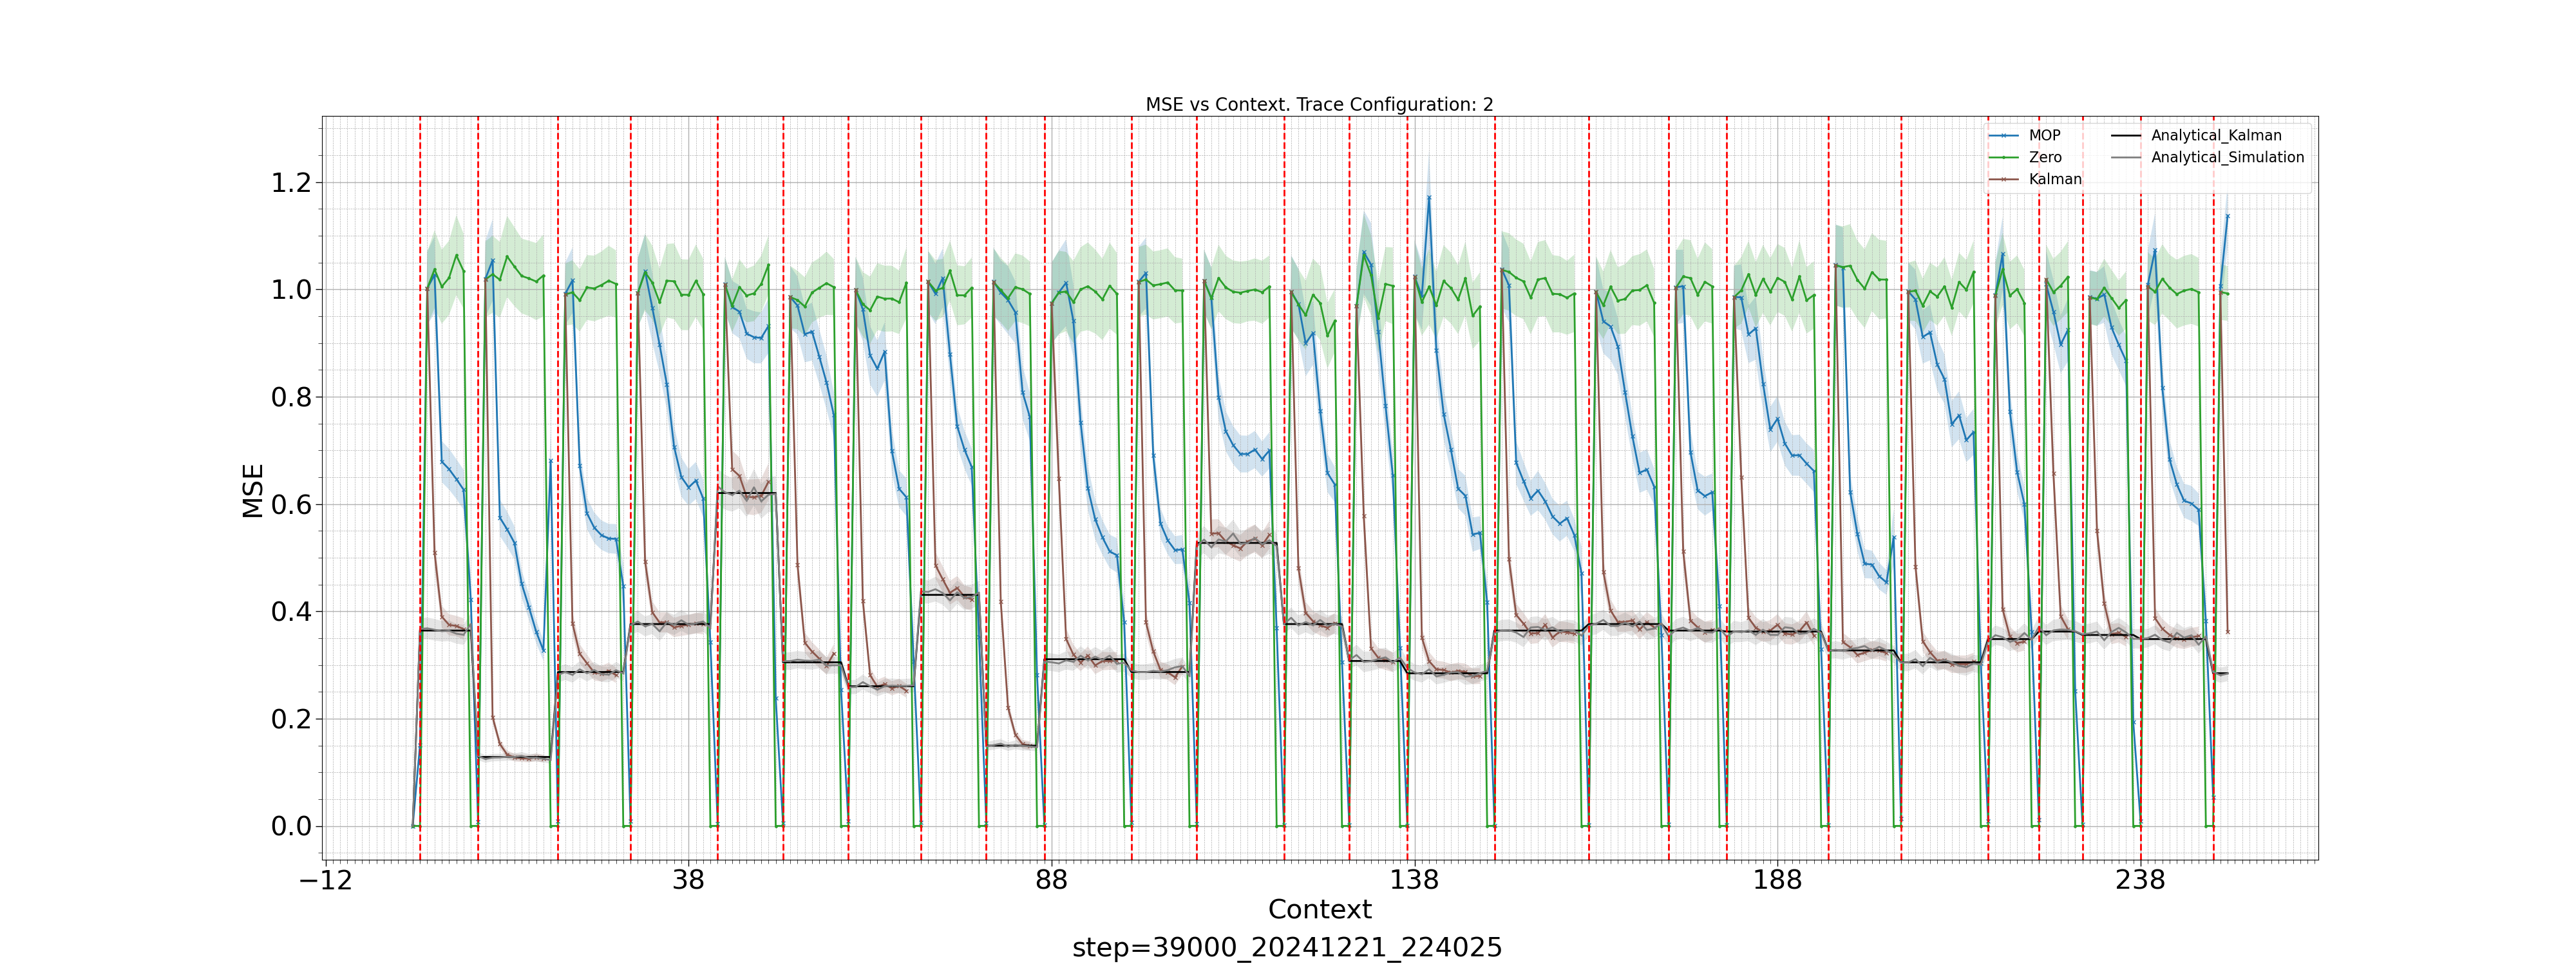 MSE vs Context. Trace Configuration: 2
MOP
Zero
Kalman
Analytical_Kalman
Analytical_Simulation
MSE
1.2
1.0
0.8
0.6
0.4
0.2
0.0
−12
38
88
138
188
238
Context
step=39000_20241221_224025